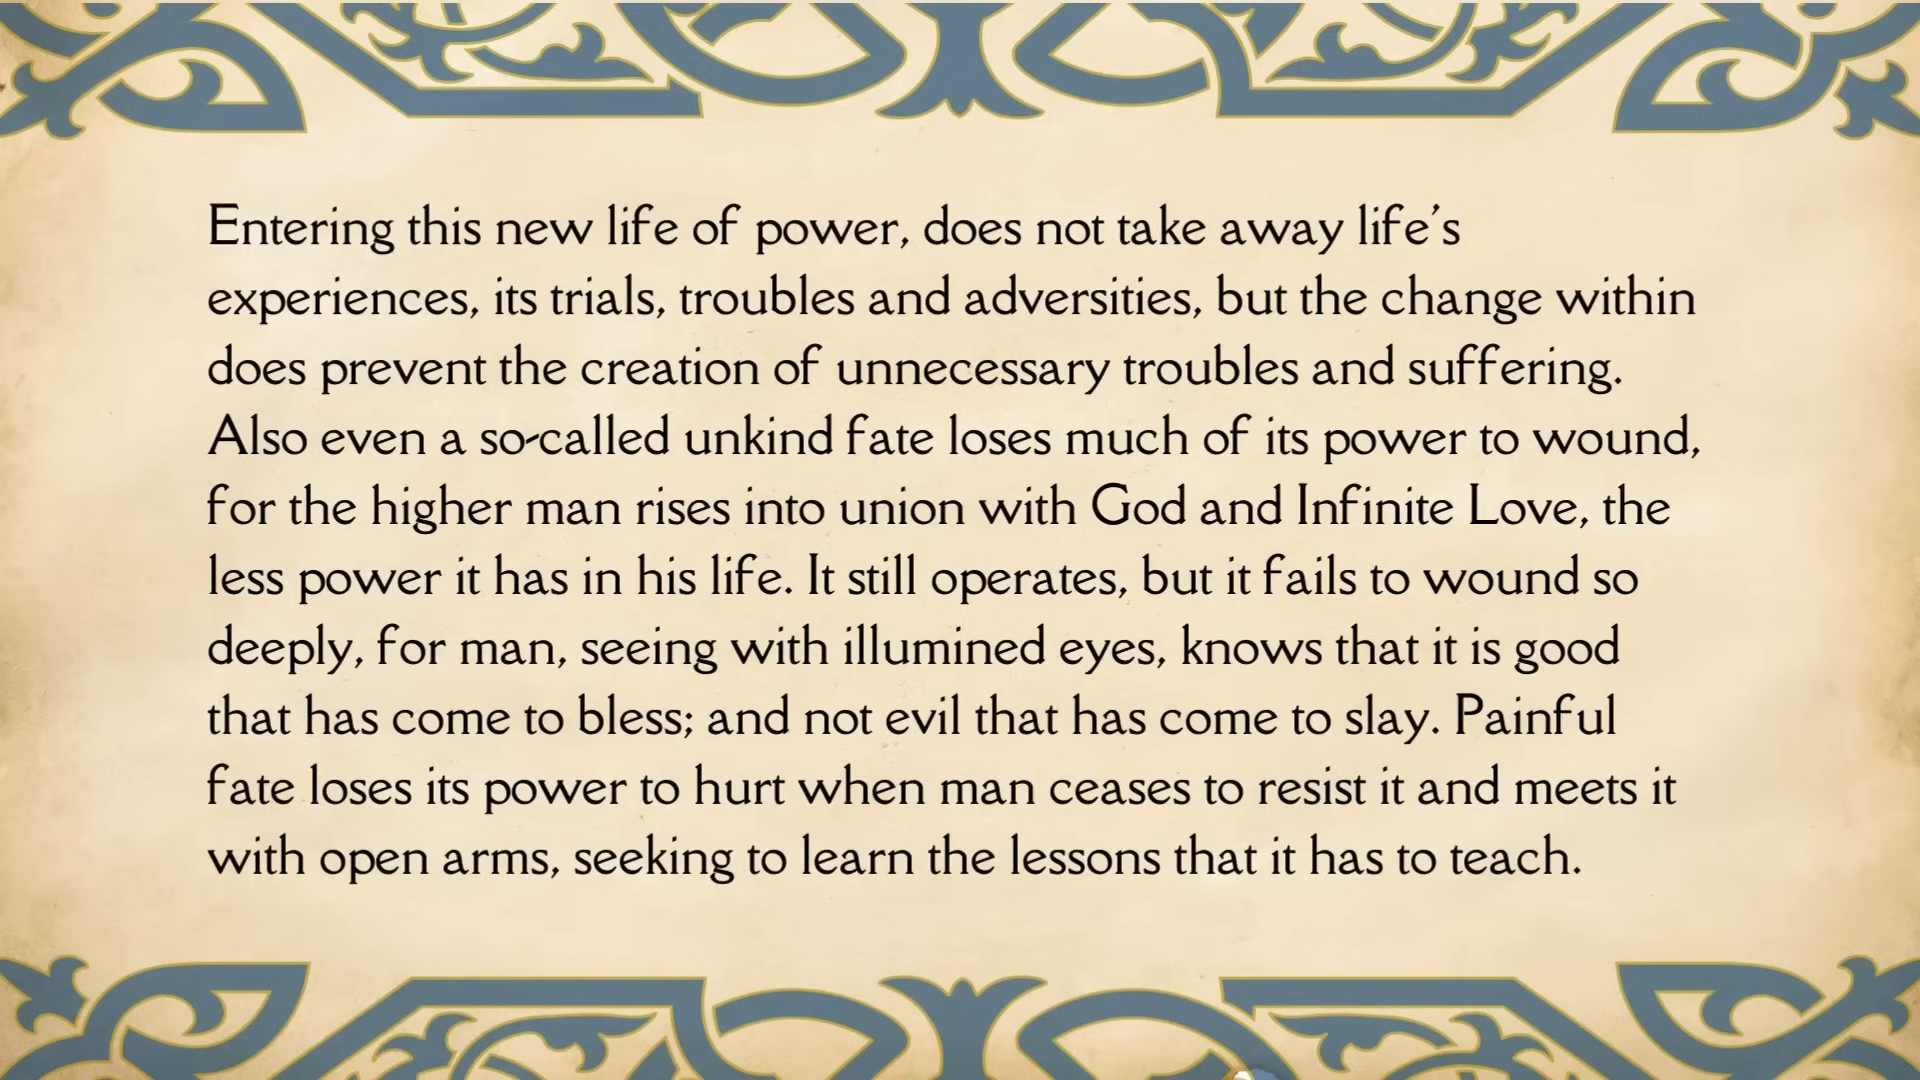 Entering this new life of power, does not take away life’s
experiences, its trials, troubles and adversities, but the change within
does prevent the creation of unnecessary troubles and suffering.
Also even a so-called unkind fate loses much of its power to wound,
for the higher man rises into union with God and Infinite Love, the
less power it has in his life. It still operates, but it fails to wound so
deeply, for man, seeing with illumined eyes, knows that it is good
that has come to bless; and not evil that has come to slay. Painful
fate loses its power to hurt when man ceases to resist it and meets it
with open arms, seeking to learn the lessons that it has to teach.